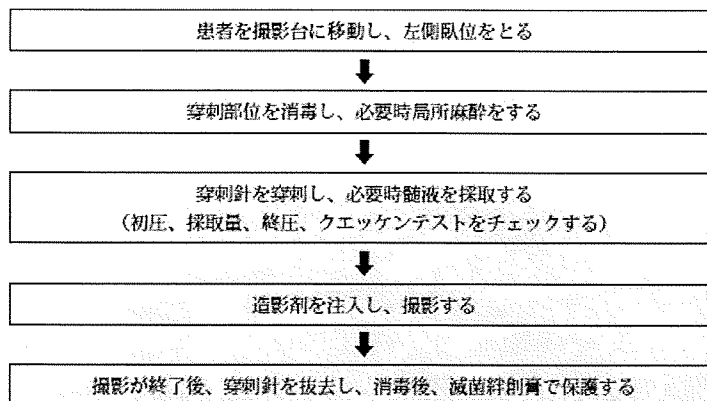 患者を撮影台に移動し、左側臥位をとる
穿刺部位を消毒し、必要時局所麻酔をする
穿刺針を穿刺し、必要時髄液を採取する
（初圧、採取量、終圧、クエッケンテストをチェックする）
造影剤を注入し、撮影する
撮影が終了後、穿刺針を抜去し、消毒後、滅菌絆創膏で保護する